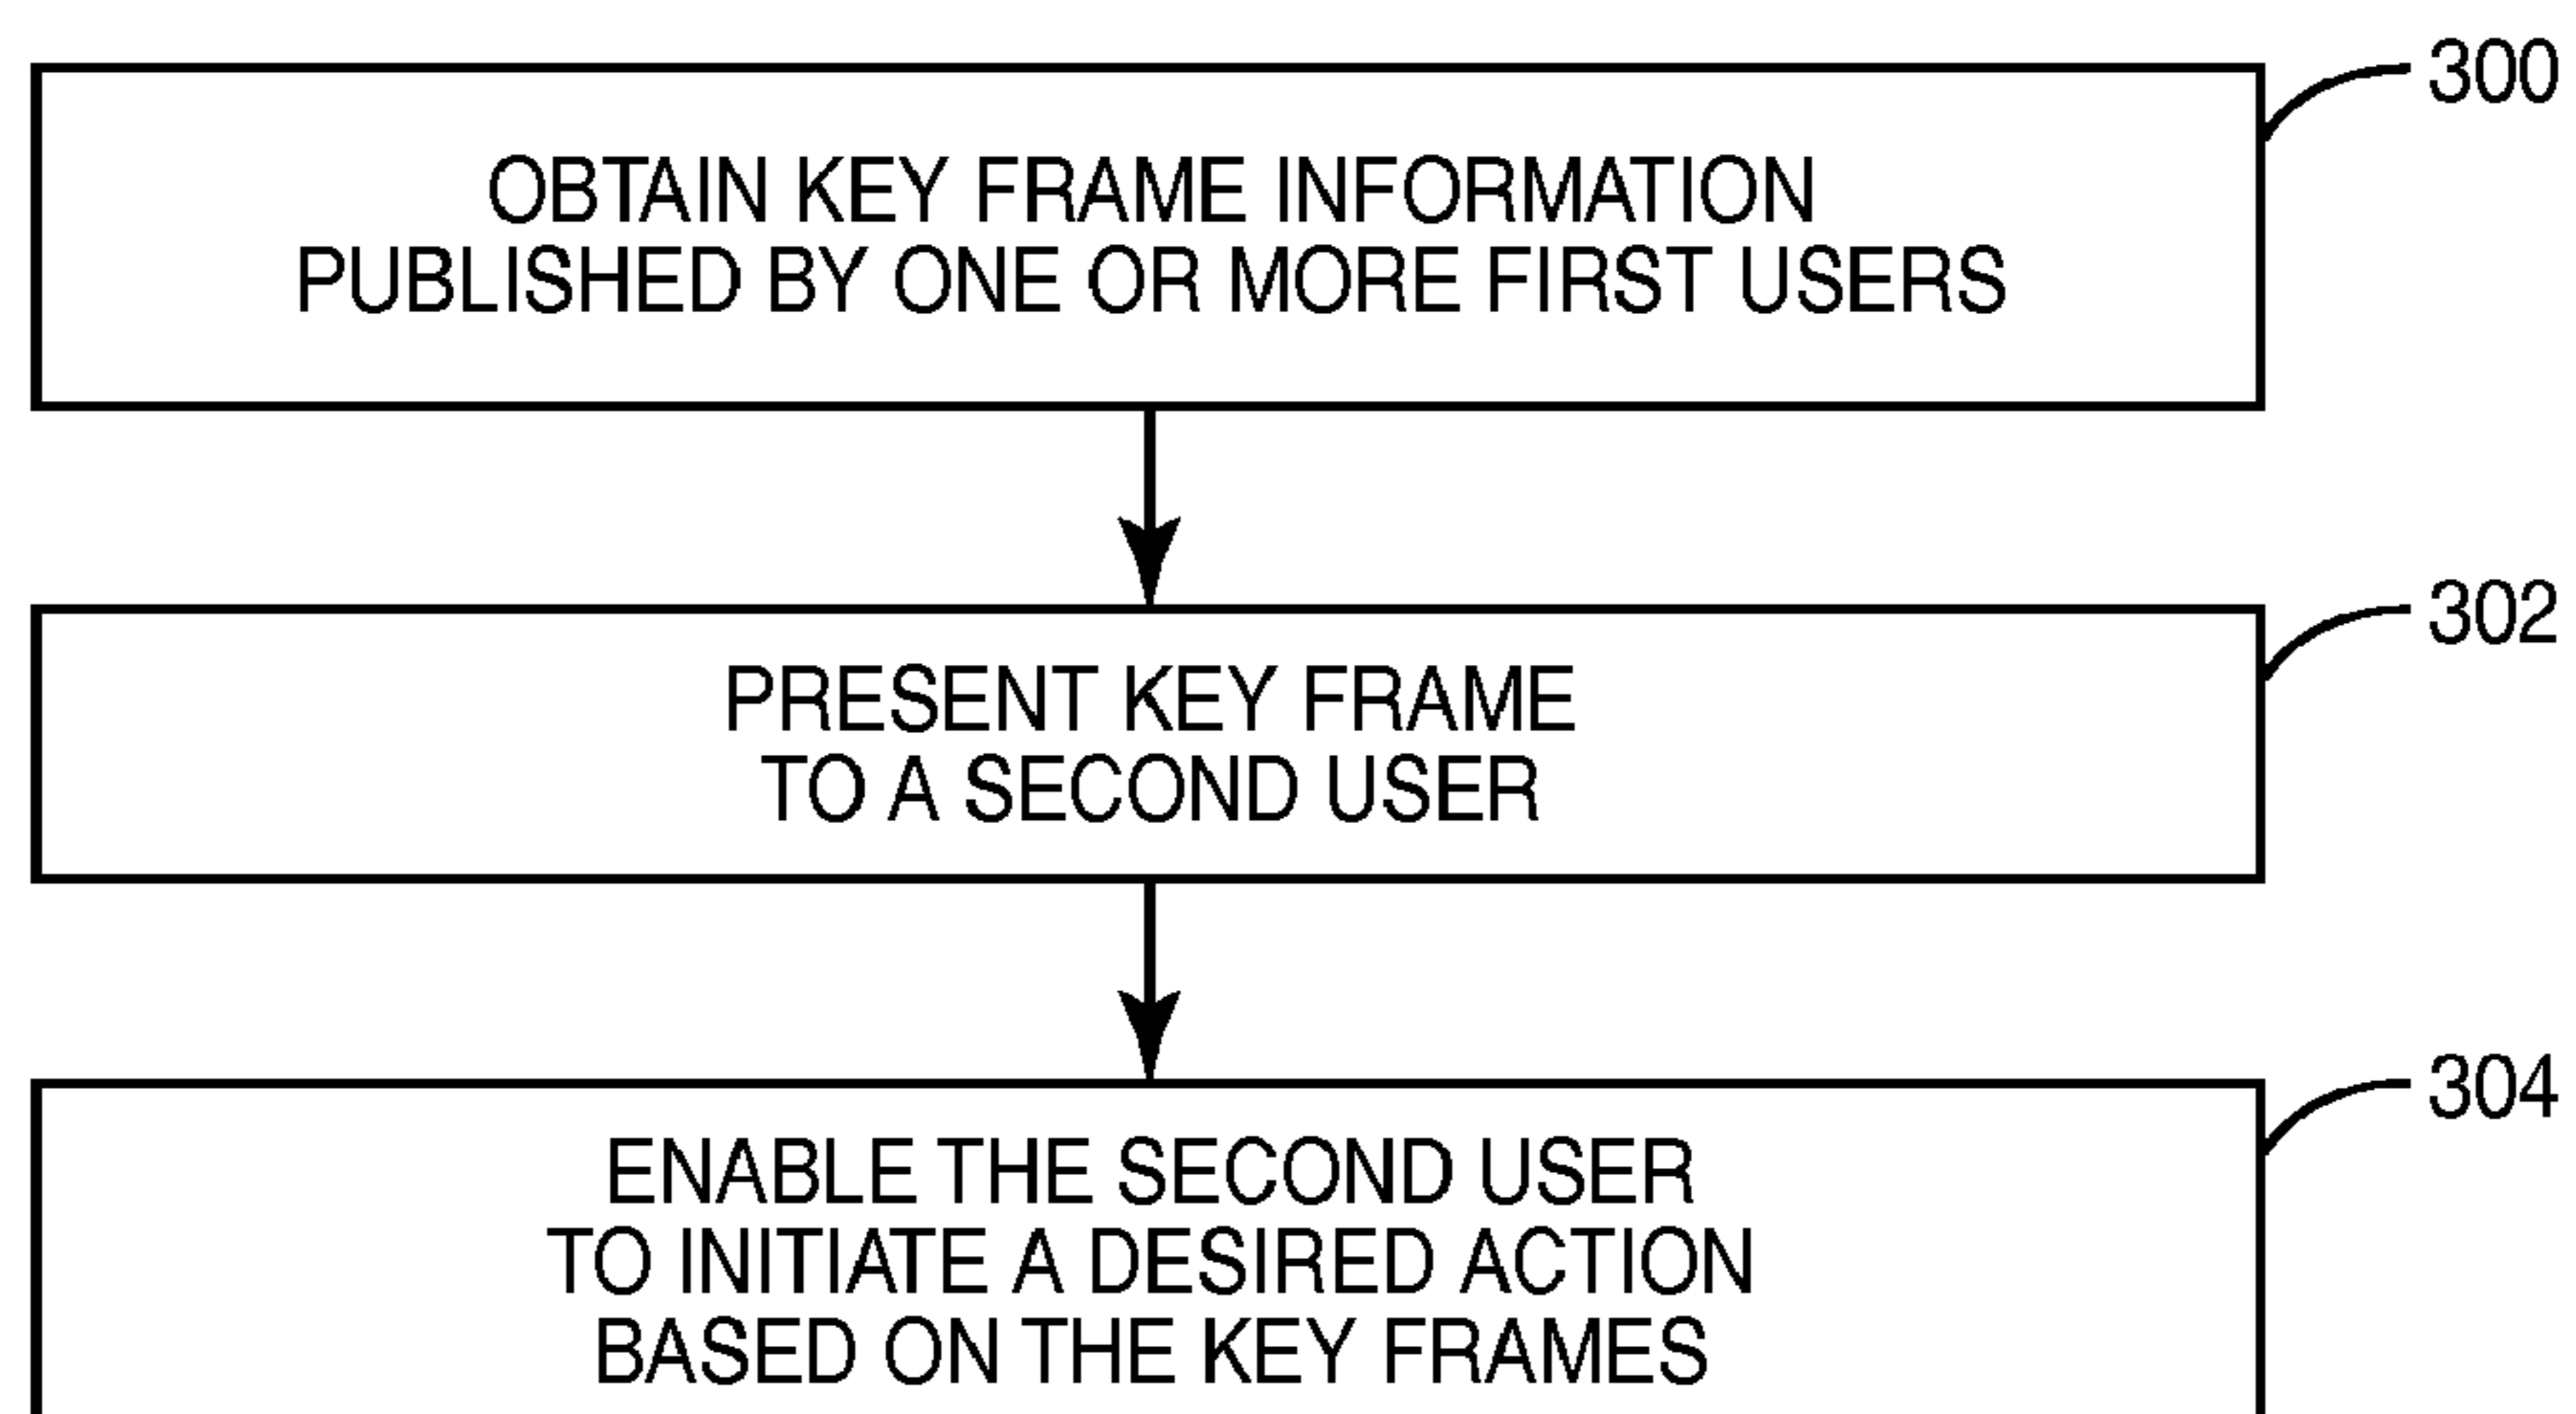 300
OBTAIN KEY FRAME INFORMATION
PUBLISHED BY ONE OR MORE FIRST USERS
302
PRESENT KEY FRAME
TO A SECOND USER
304
ENABLE THE SECOND USER
TO INITIATE A DESIRED ACTION
BASED ON THE KEY FRAMES